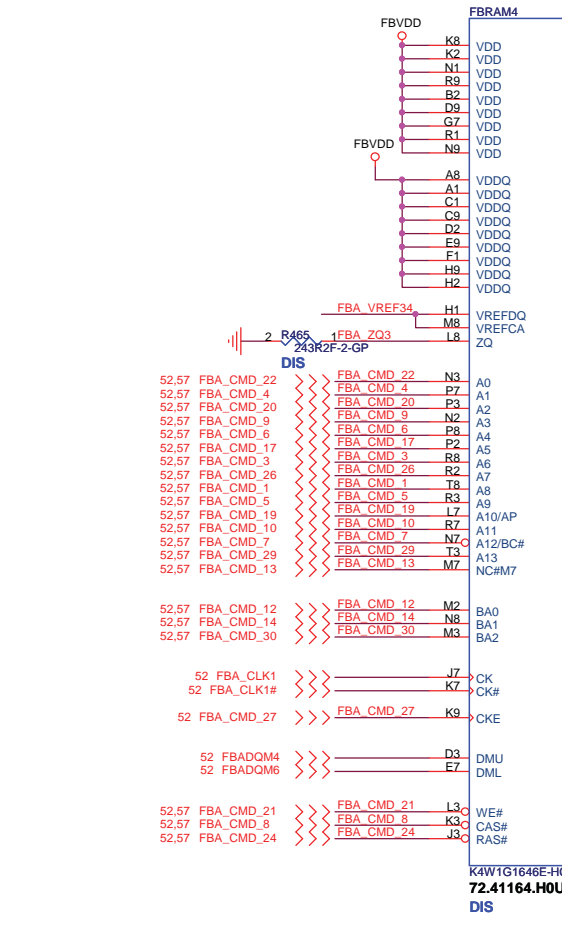 FBRAM4
FBVDD
K8 VDD
K2 VDD
N1 VDD
R9 VDD
B2 VDD
D9 VDD
G7 VDD
R1 VDD
N9 VDD
FBVDD
A8 VDDQ
A1 VDDQ
C1 VDDQ
C9 VDDQ
D2 VDDQ
E9 VDDQ
F1 VDDQ
H9 VDDQ
H2 VDDQ
FBA_VREF34 H1 VREFDQ
M8 VREFCA
2 R465 1 FBA_ZQ3 L8 ZQ
243R2F-2-GP
DIS
52,57 FBA_CMD_22 FBA_CMD_22 N3 A0
52,57 FBA_CMD_4 FBA_CMD_4 P7 A1
52,57 FBA_CMD_20 FBA_CMD_20 P3 A2
52,57 FBA_CMD_9 FBA_CMD_9 N2 A3
52,57 FBA_CMD_6 FBA_CMD_6 P8 A4
52,57 FBA_CMD_17 FBA_CMD_17 P2 A5
52,57 FBA_CMD_3 FBA_CMD_3 R8 A6
52,57 FBA_CMD_26 FBA_CMD_26 R2 A7
52,57 FBA_CMD_1 FBA_CMD_1 T8 A8
52,57 FBA_CMD_5 FBA_CMD_5 R3 A9
52,57 FBA_CMD_19 FBA_CMD_19 L7 A10/AP
52,57 FBA_CMD_10 FBA_CMD_10 R7 A11
52,57 FBA_CMD_7 FBA_CMD_7 N7 A12/BC#
52,57 FBA_CMD_29 FBA_CMD_29 T3 A13
52,57 FBA_CMD_13 FBA_CMD_13 M7 NC#M7
52,57 FBA_CMD_12 FBA_CMD_12 M2 BA0
52,57 FBA_CMD_14 FBA_CMD_14 N8 BA1
52,57 FBA_CMD_30 FBA_CMD_30 M3 BA2
52 FBA_CLK1 J7 CK
52 FBA_CLK1# K7 CK#
52 FBA_CMD_27 FBA_CMD_27 K9 CKE
52 FBADQM4 D3 DMU
52 FBADQM6 E7 DML
52,57 FBA_CMD_21 FBA_CMD_21 L3 WE#
52,57 FBA_CMD_8 FBA_CMD_8 K3 CAS#
52,57 FBA_CMD_24 FBA_CMD_24 J3 RAS#
K4W1G1646E-H
72.41164.H0U
DIS